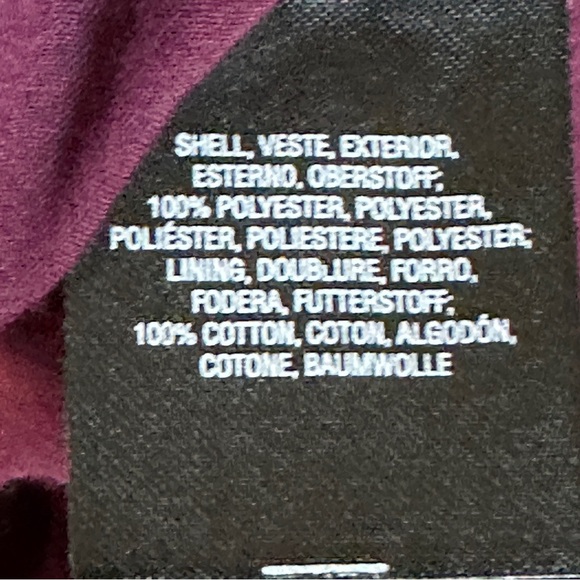 SHELL, VESTE, EXTERIOR,
ESTERNO, OBERSTOFF;
100% POLYESTER, POLYESTER,
POLIÉSTER, POLIESTERE, POLYESTER;
LINING, DOUBLURE, FORRO,
FODERA, FUTTERSTOFF;
100% COTTON, COTON, ALGODÓN,
COTONE, BAUMWOLLE